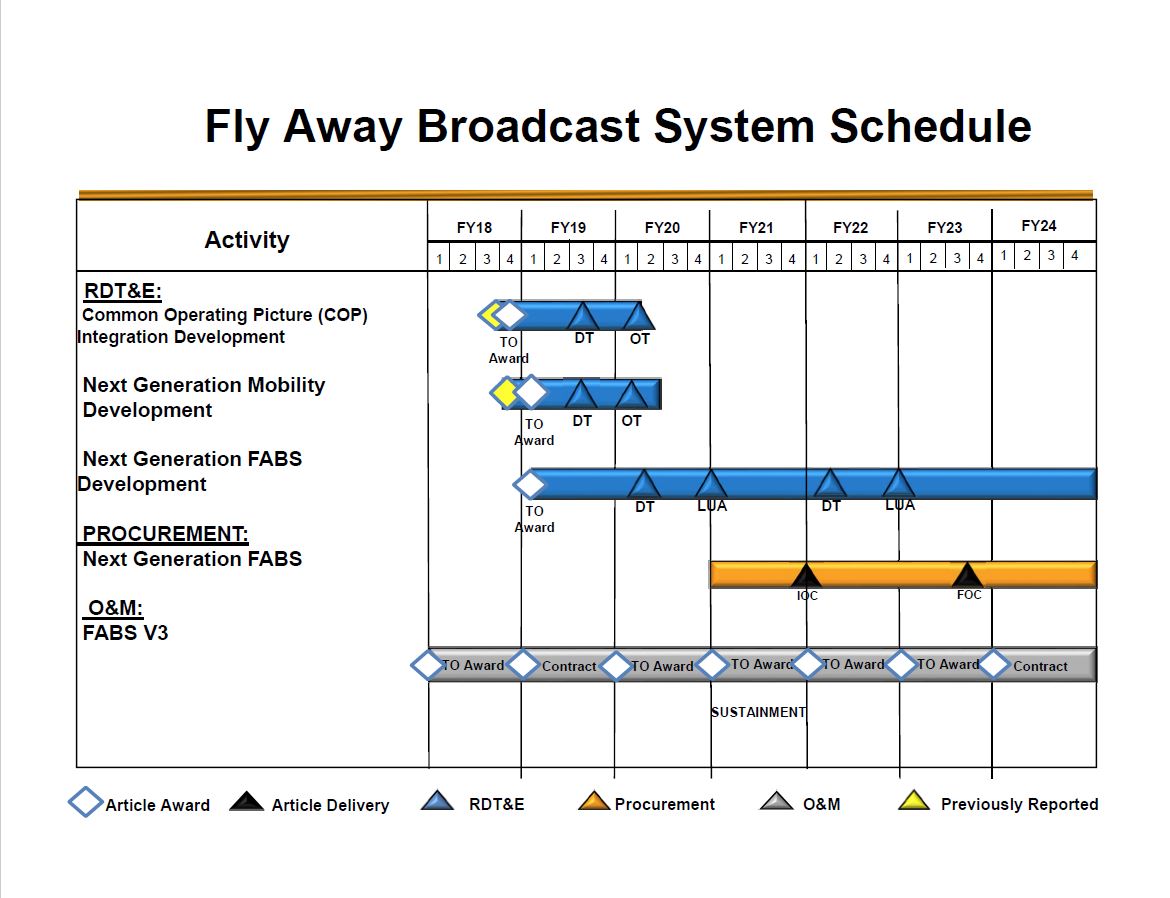 Fly Away Broadcast System Schedule
Activity
FY18 FY19 FY20 FY21 FY22 FY23 FY24
1 2 3 4 1 2 3 4 1 2 3 4 1 2 3 4 1 2 3 4 1 2 3 4 1 2 3 4
RDT&E:
Common Operating Picture (COP)
Integration Development
TO
Award
DT
OT
Next Generation Mobility
Development
TO
Award
DT
OT
Next Generation FABS
Development
TO
Award
DT
LUA
DT
LUA
PROCUREMENT:
Next Generation FABS
IOC
FOC
O&M:
FABS V3
TO Award Contract TO Award TO Award TO Award TO Award Contract
SUSTAINMENT
Article Award Article Delivery RDT&E Procurement O&M Previously Reported